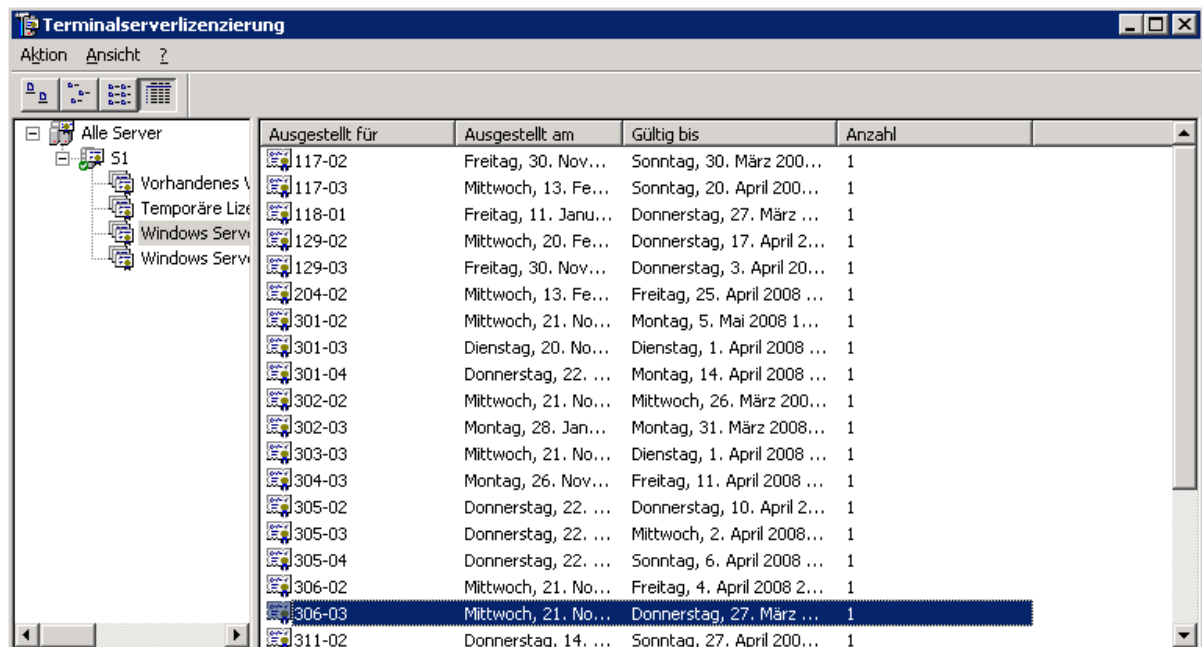 Terminalserverlizenzierung
Aktion Ansicht ?
Alle Server
S1
Vorhandenes V
Temporäre Lize
Windows Serv
Windows Serv
Ausgestellt für Ausgestellt am Gültig bis Anzahl
117-02 Freitag, 30. Nov... Sonntag, 30. März 200... 1
117-03 Mittwoch, 13. Fe... Sonntag, 20. April 200... 1
118-01 Freitag, 11. Janu... Donnerstag, 27. März ... 1
129-02 Mittwoch, 20. Fe... Donnerstag, 17. April 2... 1
129-03 Freitag, 30. Nov... Donnerstag, 3. April 20... 1
204-02 Mittwoch, 13. Fe... Freitag, 25. April 2008 ... 1
301-02 Mittwoch, 21. No... Montag, 5. Mai 2008 1... 1
301-03 Dienstag, 20. No... Dienstag, 1. April 2008 ... 1
301-04 Donnerstag, 22. ... Montag, 14. April 2008 ... 1
302-02 Mittwoch, 21. No... Mittwoch, 26. März 200... 1
302-03 Montag, 28. Jan... Montag, 31. März 2008... 1
303-03 Mittwoch, 21. No... Dienstag, 1. April 2008 ... 1
304-03 Montag, 26. Nov... Freitag, 11. April 2008 ... 1
305-02 Donnerstag, 22. ... Donnerstag, 10. April 2... 1
305-03 Donnerstag, 22. ... Mittwoch, 2. April 2008... 1
305-04 Donnerstag, 22. ... Sonntag, 6. April 2008 ... 1
306-02 Mittwoch, 21. No... Freitag, 4. April 2008 2... 1
306-03 Mittwoch, 21. No... Donnerstag, 27. März ... 1
311-02 Donnerstag, 14. ... Sonntag, 27. April 200... 1